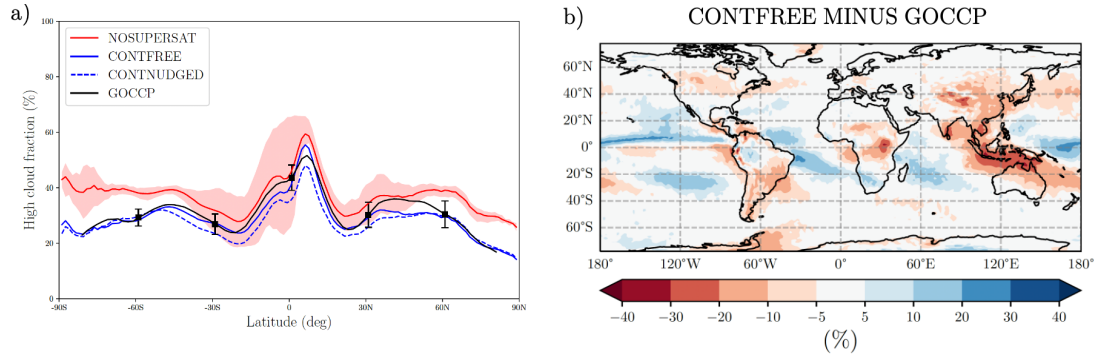 a)
High cloud fraction (%)
100
80
60
40
20
0
NOSUPERSAT
CONTFREE
CONTNUDGED
GOCCP
-90S -60S -30S 0 30N 60N 90N
Latitude (deg)
b)
CONTFREE MINUS GOCCP
60°N
40°N
20°N
0°
20°S
40°S
60°S
180° 120°W 60°W 0° 60°E 120°E 180°
−40 −30 −20 −10 −5 5 10 20 30 40
(%)